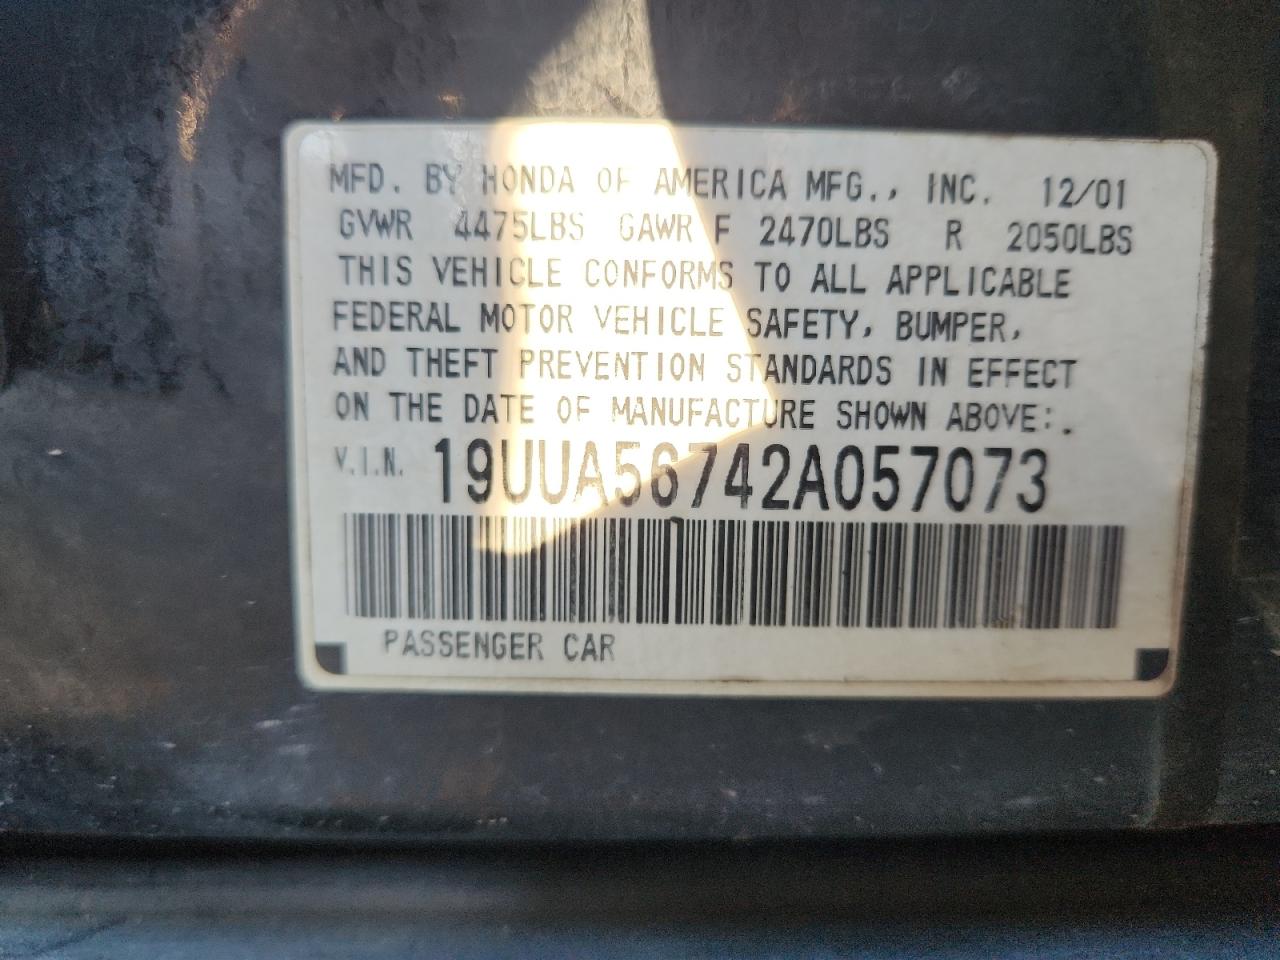 MFD. BY HONDA OF AMERICA MFG., INC. 12/01
GVWR 4475LBS GAWR F 2470LBS R 2050LBS
THIS VEHICLE CONFORMS TO ALL APPLICABLE
FEDERAL MOTOR VEHICLE SAFETY, BUMPER,
AND THEFT PREVENTION STANDARDS IN EFFECT
ON THE DATE OF MANUFACTURE SHOWN ABOVE:.
V.I.N. 19UUA56742A057073
PASSENGER CAR